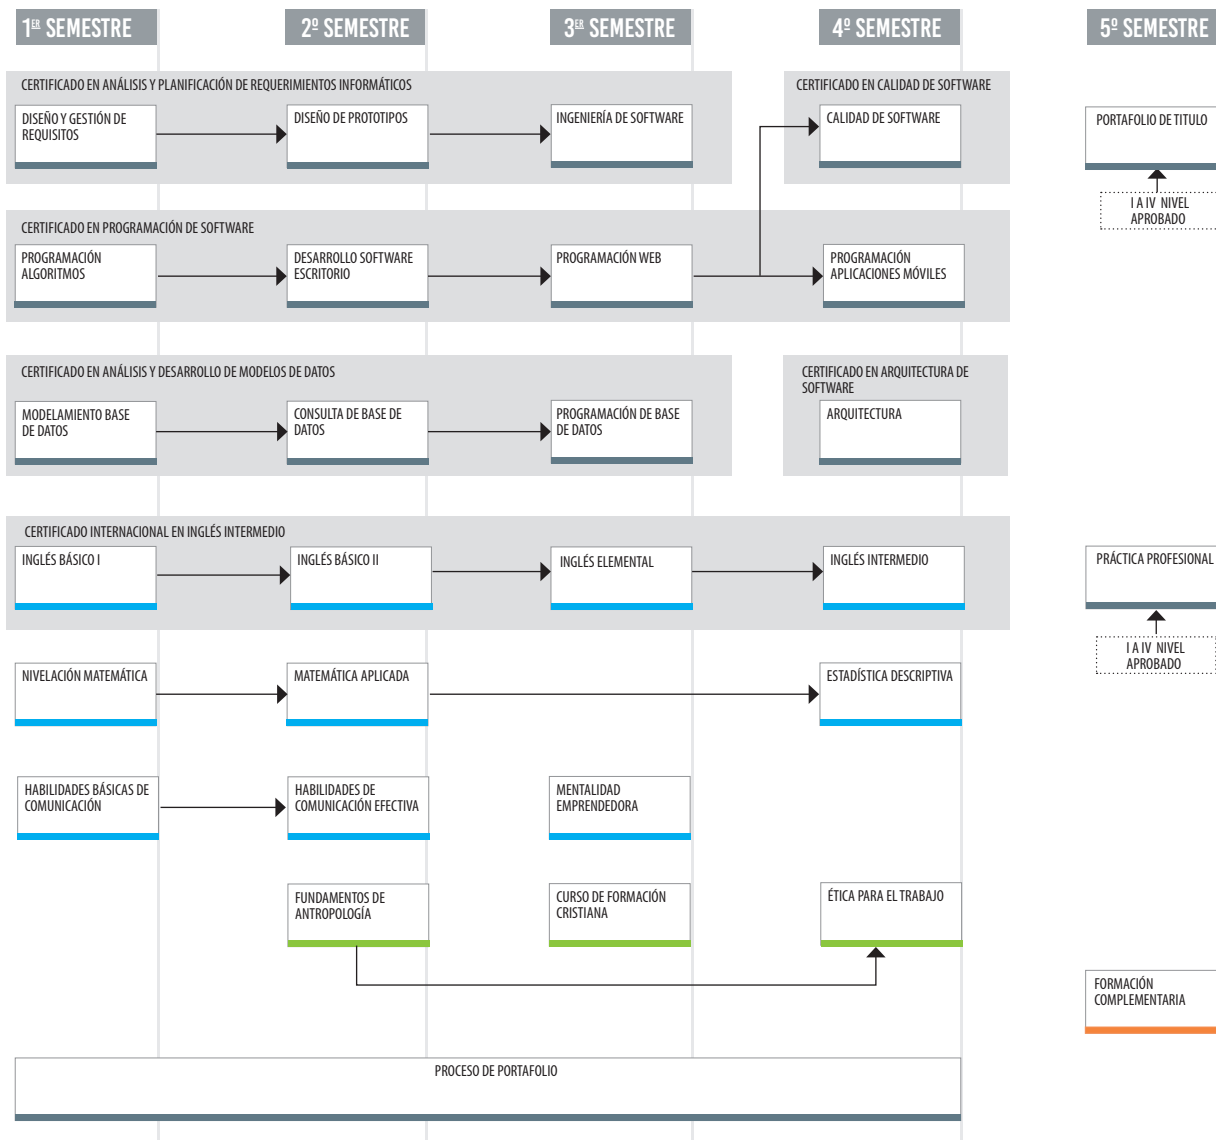 1ER SEMESTRE
2º SEMESTRE
3ER SEMESTRE
4º SEMESTRE
5º SEMESTRE
CERTIFICADO EN ANÁLISIS Y PLANIFICACIÓN DE REQUERIMIENTOS INFORMÁTICOS
CERTIFICADO EN CALIDAD DE SOFTWARE
DISEÑO Y GESTIÓN DE
REQUISITOS
DISEÑO DE PROTOTIPOS
INGENIERÍA DE SOFTWARE
CALIDAD DE SOFTWARE
PORTAFOLIO DE TITULO
I A IV NIVEL
APROBADO
CERTIFICADO EN PROGRAMACIÓN DE SOFTWARE
PROGRAMACIÓN
ALGORITMOS
DESARROLLO SOFTWARE
ESCRITORIO
PROGRAMACIÓN WEB
PROGRAMACIÓN
APLICACIONES MÓVILES
CERTIFICADO EN ANÁLISIS Y DESARROLLO DE MODELOS DE DATOS
CERTIFICADO EN ARQUITECTURA DE
SOFTWARE
MODELAMIENTO BASE
DE DATOS
CONSULTA DE BASE DE
DATOS
PROGRAMACIÓN DE BASE
DE DATOS
ARQUITECTURA
CERTIFICADO INTERNACIONAL EN INGLÉS INTERMEDIO
INGLÉS BÁSICO I
INGLÉS BÁSICO II
INGLÉS ELEMENTAL
INGLÉS INTERMEDIO
PRÁCTICA PROFESIONAL
I A IV NIVEL
APROBADO
NIVELACIÓN MATEMÁTICA
MATEMÁTICA APLICADA
ESTADÍSTICA DESCRIPTIVA
HABILIDADES BÁSICAS DE
COMUNICACIÓN
HABILIDADES DE
COMUNICACIÓN EFECTIVA
MENTALIDAD
EMPRENDEDORA
FUNDAMENTOS DE
ANTROPOLOGÍA
CURSO DE FORMACIÓN
CRISTIANA
ÉTICA PARA EL TRABAJO
FORMACIÓN
COMPLEMENTARIA
PROCESO DE PORTAFOLIO